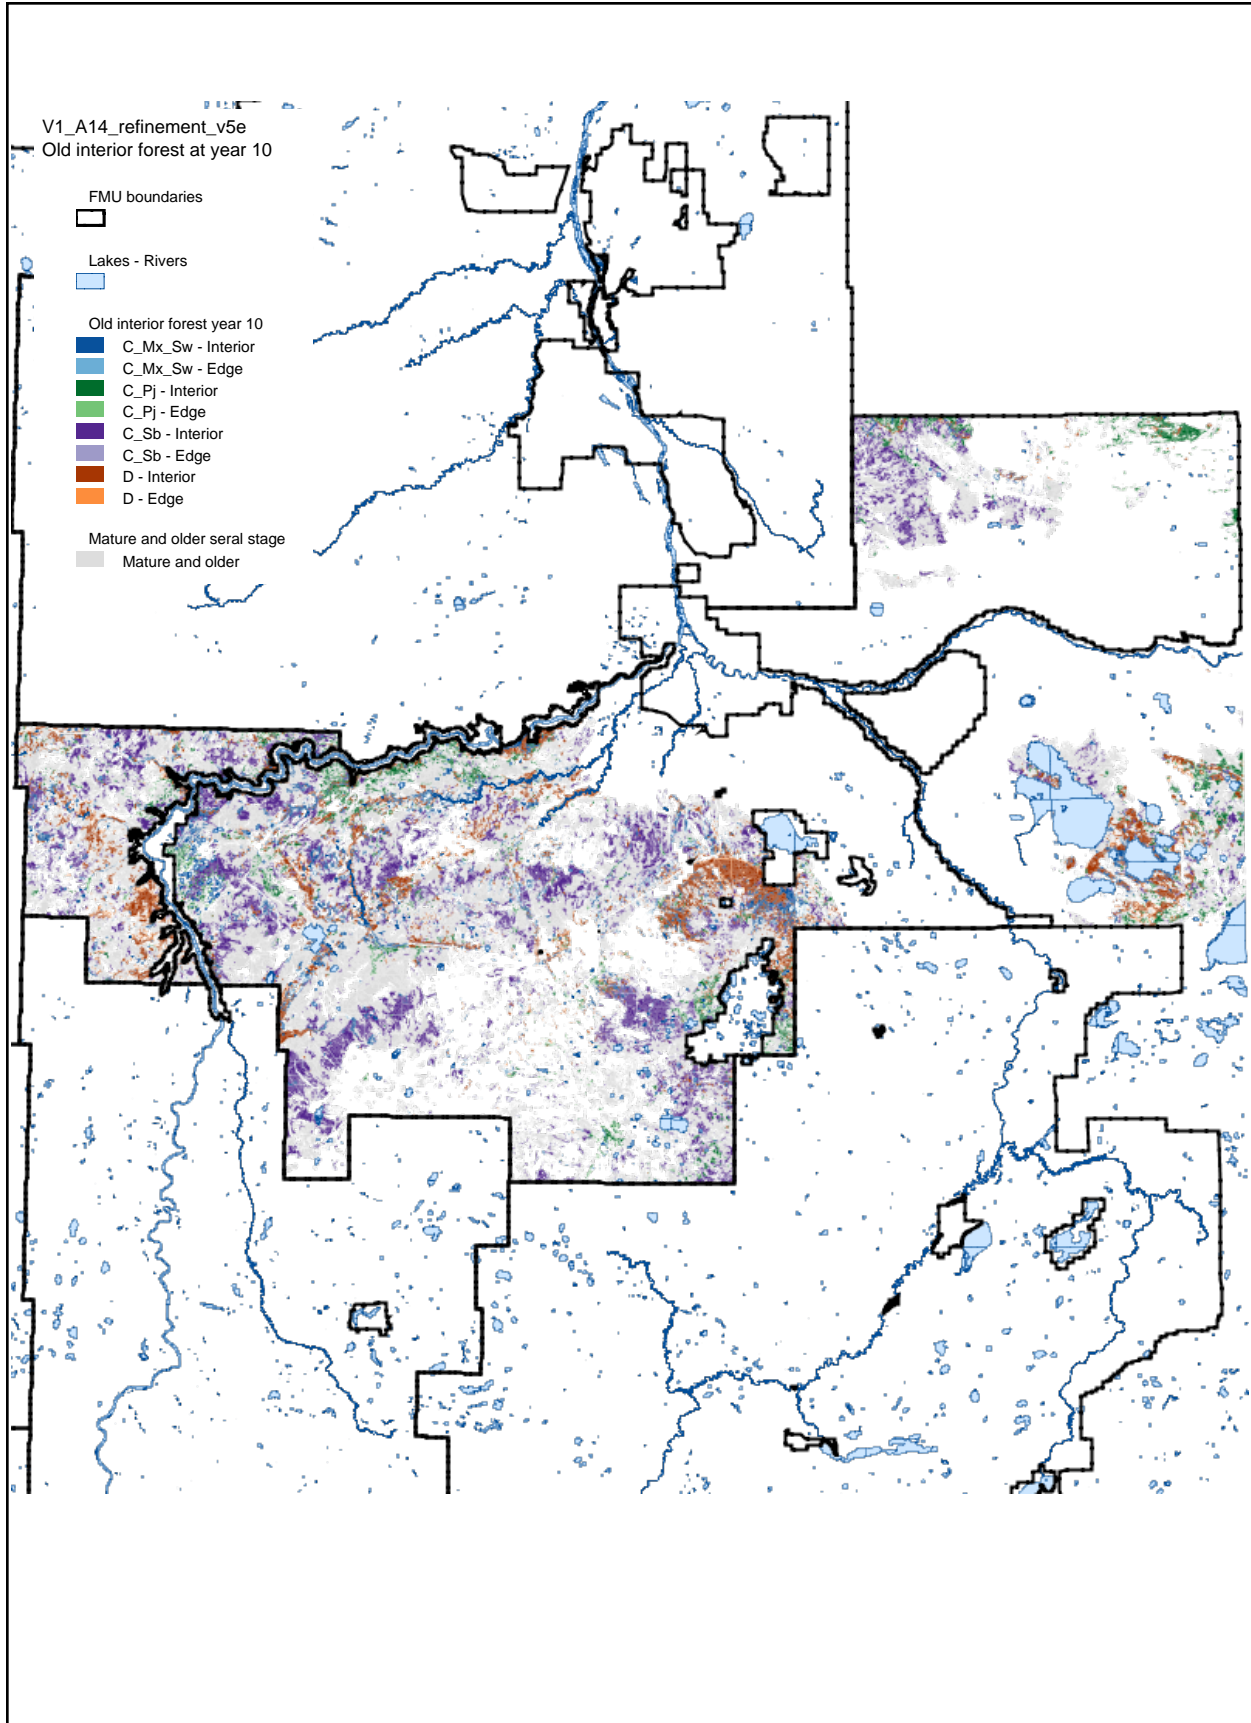 V1_A14_refinement_v5e
Old interior forest at year 10
FMU boundaries
Lakes - Rivers
Old interior forest year 10
C_Mx_Sw - Interior
C_Mx_Sw - Edge
C_Pj - Interior
C_Pj - Edge
C_Sb - Interior
C_Sb - Edge
D - Interior
D - Edge
Mature and older seral stage
Mature and older